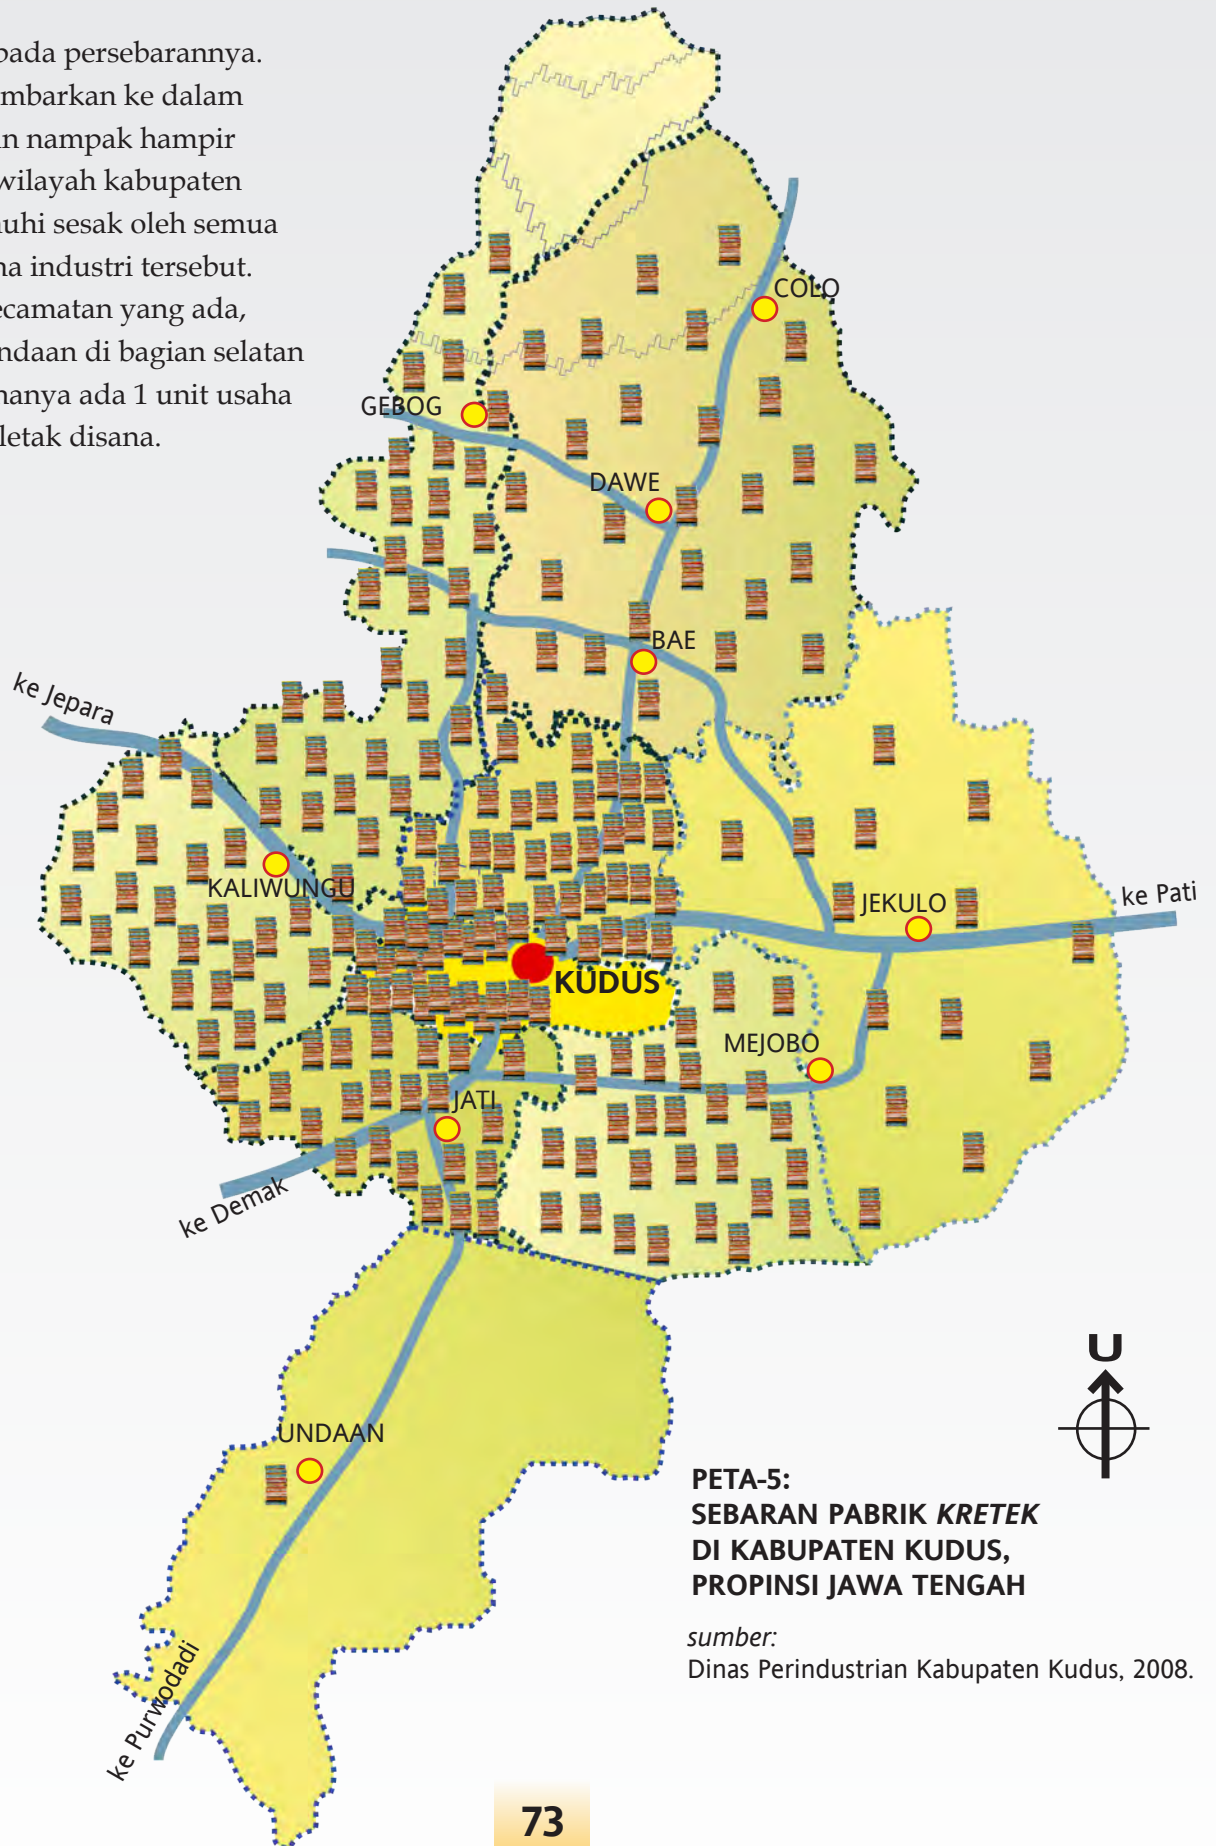 pada persebarannya.
mbarkan ke dalam
n nampak hampir
wilayah kabupaten
uhi sesak oleh semua
na industri tersebut.
ecamatan yang ada,
ndaan di bagian selatan
hanya ada 1 unit usaha
letak disana.
COLO
GEBOG
DAWE
BAE
ke Jepara
KALIWUNGU
JEKULO
ke Pati
KUDUS
MEJOBO
JATI
ke Demak
U
UNDAAN
PETA-5:
SEBARAN PABRIK KRETEK
DI KABUPATEN KUDUS,
PROPINSI JAWA TENGAH
sumber:
Dinas Perindustrian Kabupaten Kudus, 2008.
ke Purwodadi
73